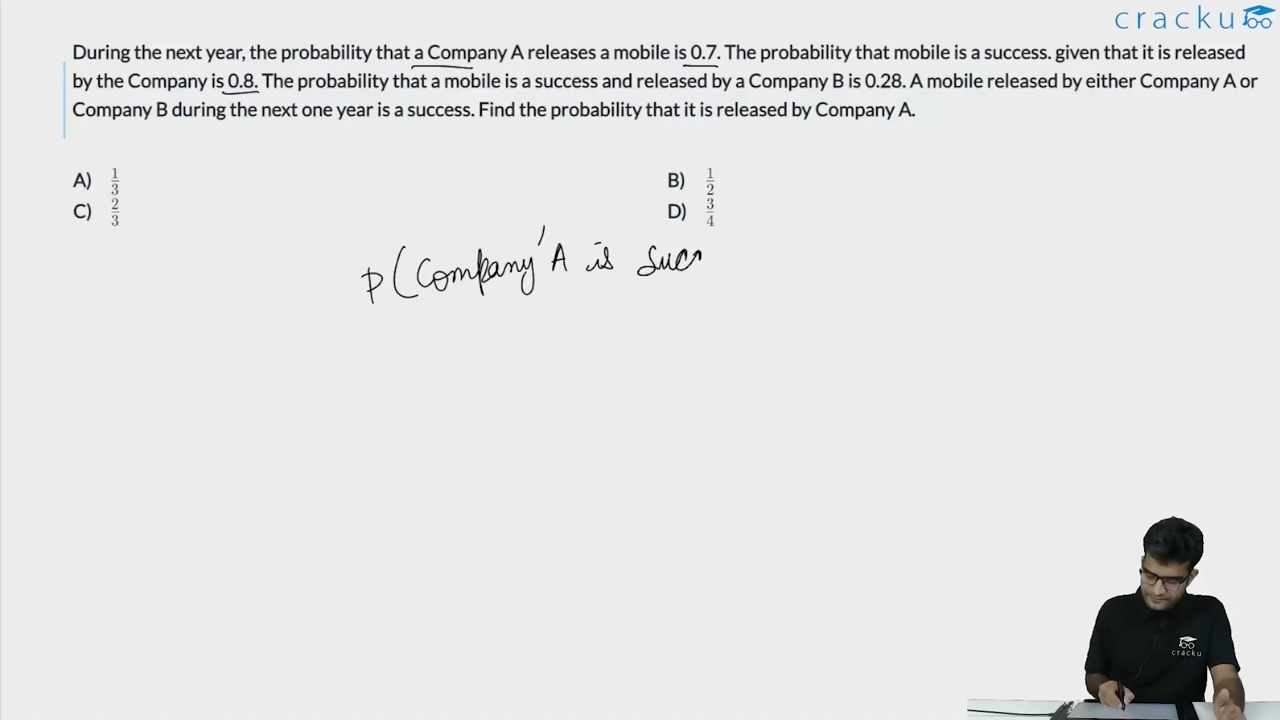 cracku
During the next year, the probability that a Company A releases a mobile is 0.7. The probability that mobile is a success. given that it is released
by the Company is 0.8. The probability that a mobile is a success and released by a Company B is 0.28. A mobile released by either Company A or
Company B during the next one year is a success. Find the probability that it is released by Company A.
A) 1/3 B) 1/2
C) 2/3 D) 3/4
P(Company A is Succ
cracku